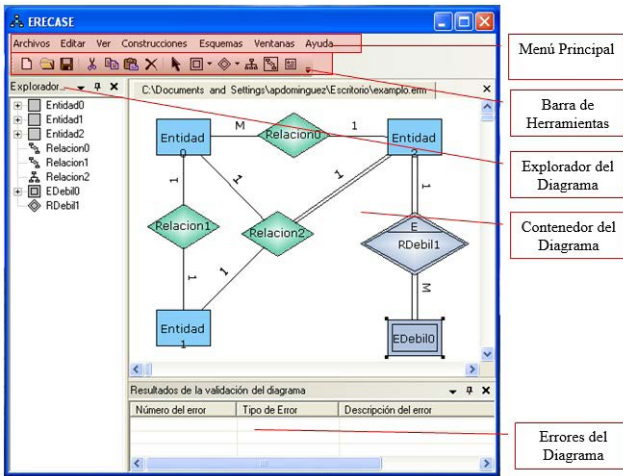 ERECASE
Archivos Editar Ver Construcciones Esquemas Ventanas Ayuda
Menú Principal
Barra de
Herramientas
Explorador del
Diagrama
Contenedor del
Diagrama
Errores del
Diagrama
Explorador...
Entidad0
Entidad1
Entidad2
Relacion0
Relacion1
Relacion2
EDebil0
RDebil1
C:\Documents and Settings\apdominguez\Escritorio\examplo.erm
Entidad
0
M
Relacion0
1
Entidad
2
1
1
1
1
Relacion1
Relacion2
E
RDebil1
1
1
M
Entidad
1
EDebil0
Resultados de la validación del diagrama
Número del error Tipo de Error Descripción del error